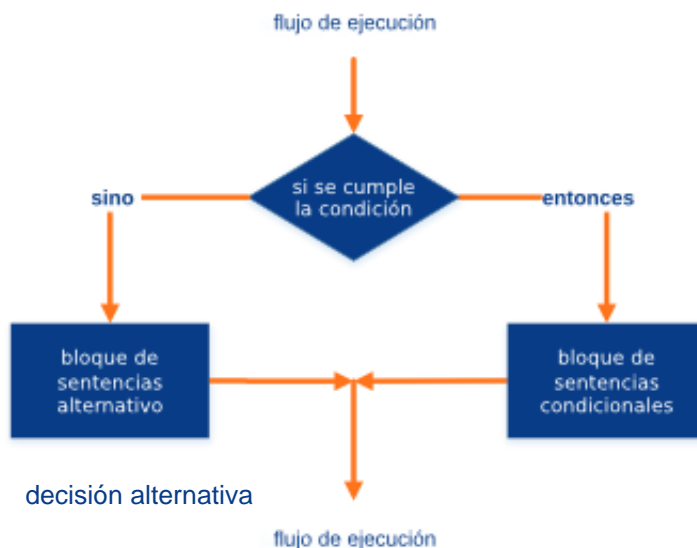 flujo de ejecución
si se cumple
la condición
sino
entonces
bloque de
sentencias
alternativo
bloque de
sentencias
condicionales
decisión alternativa
flujo de ejecución